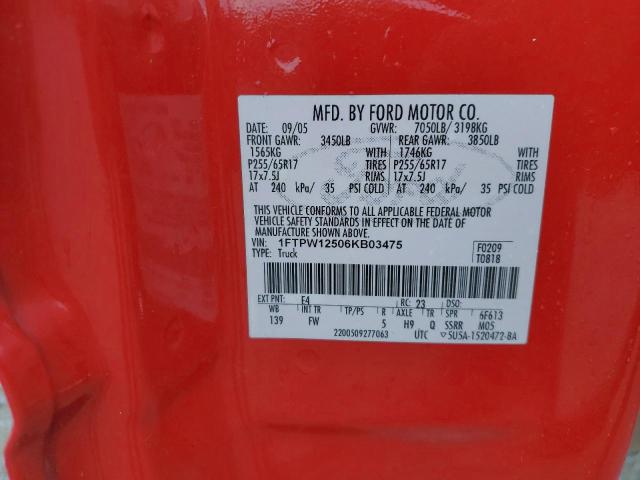 MFD. BY FORD MOTOR CO.
DATE: 09/05 GVWR: 7050LB/ 3198KG
FRONT GAWR: 3450LB REAR GAWR: 3850LB
1565KG WITH 1746KG WITH
P255/65R17 TIRES P255/65R17 TIRES
17x7.5J RIMS 17x7.5J RIMS
AT 240 kPa/ 35 PSI COLD AT 240 kPa/ 35 PSI COLD
THIS VEHICLE CONFORMS TO ALL APPLICABLE FEDERAL MOTOR
VEHICLE SAFETY STANDARDS IN EFFECT ON THE DATE OF
MANUFACTURE SHOWN ABOVE.
VIN: 1FTPW12506KB03475 F0209
TYPE: Truck T0818
EXT PNT: E4 RC: 23 DSO:
WB INT TR TP/PS R AXLE TR SPR 6F613
139 FW 5 H9 Q SSRR M05
2200509277063 UTC ▽5U5A-1520472-BA